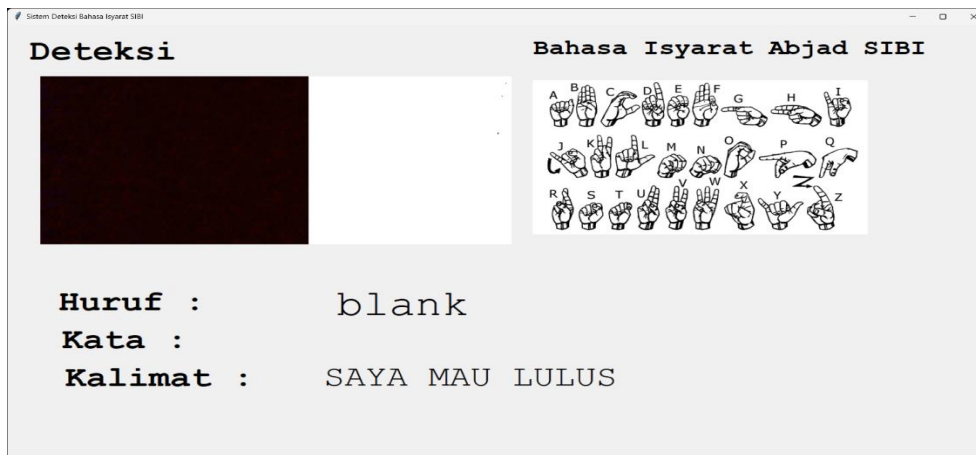 Sistem Deteksi Bahasa Isyarat SIBI
Deteksi
Bahasa Isyarat Abjad SIBI
A B C D E F G H I
J K L M N O P Q
R S T U V W X Y Z
Huruf : blank
Kata :
Kalimat : SAYA MAU LULUS